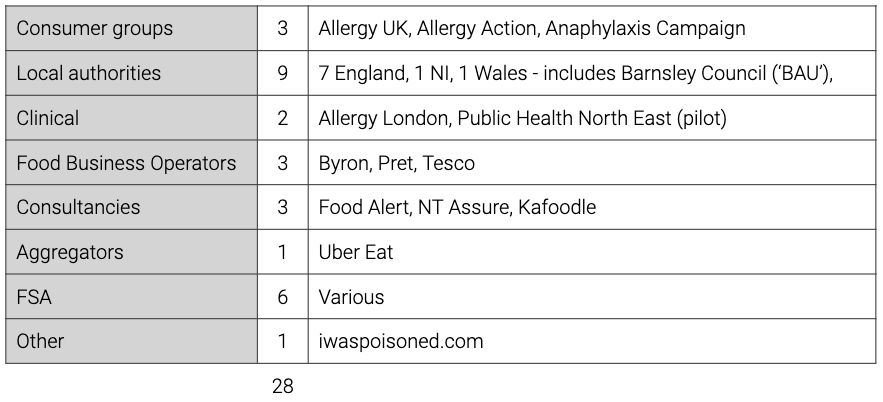 Consumer groups 3 Allergy UK, Allergy Action, Anaphylaxis Campaign
Local authorities 9 7 England, 1 NI, 1 Wales - includes Barnsley Council (‘BAU’),
Clinical 2 Allergy London, Public Health North East (pilot)
Food Business Operators 3 Byron, Pret, Tesco
Consultancies 3 Food Alert, NT Assure, Kafoodle
Aggregators 1 Uber Eat
FSA 6 Various
Other 1 iwaspoisoned.com
28